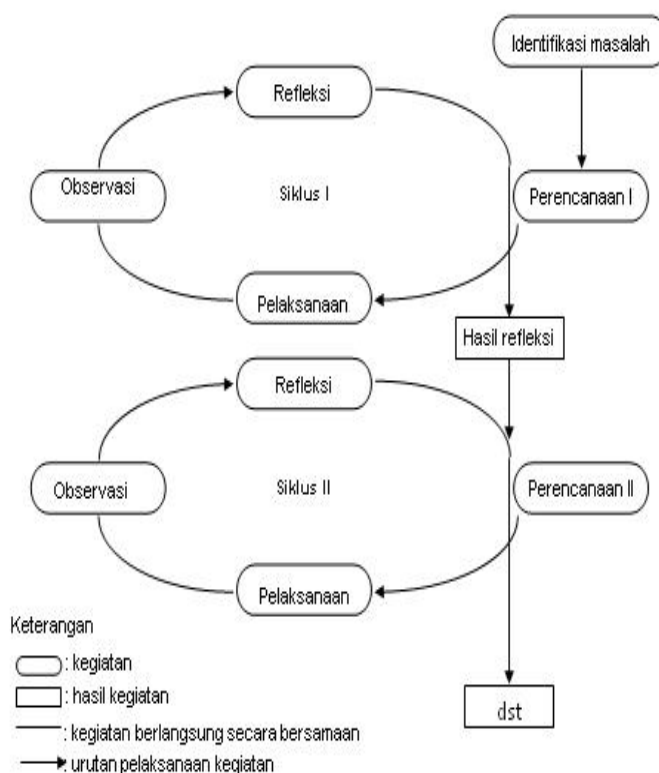 Identifikasi masalah
Refleksi
Observasi
Siklus I
Perencanaan I
Pelaksanaan
Hasil refleksi
Refleksi
Observasi
Siklus II
Perencanaan II
Pelaksanaan
Keterangan
: kegiatan
: hasil kegiatan
: kegiatan berlangsung secara bersamaan
: urutan pelaksanaan kegiatan
dst